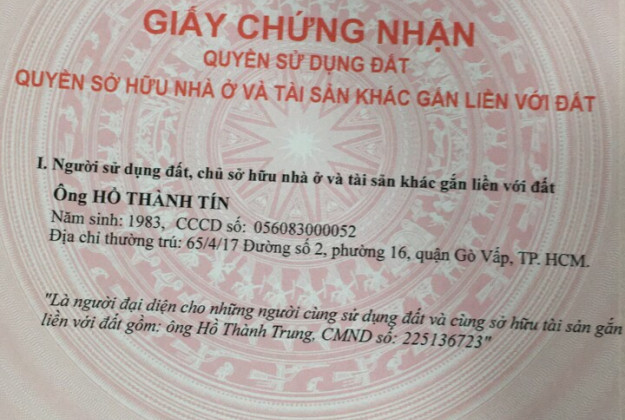 GIẤY CHỨNG NHẬN
QUYỀN SỬ DỤNG ĐẤT
QUYỀN SỞ HỮU NHÀ Ở VÀ TÀI SẢN KHÁC GẮN LIỀN VỚI ĐẤT
I. Người sử dụng đất, chủ sở hữu nhà ở và tài sản khác gắn liền với đất
Ông HỒ THÀNH TÍN
Năm sinh: 1983, CCCD số: 056083000052
Địa chỉ thường trú: 65/4/17 Đường số 2, phường 16, quận Gò Vấp, TP. HCM.
"Là người đại diện cho những người cùng sử dụng đất và cùng sở hữu tài sản gắn
liền với đất gồm: ông Hồ Thành Trung, CMND số: 225136723"